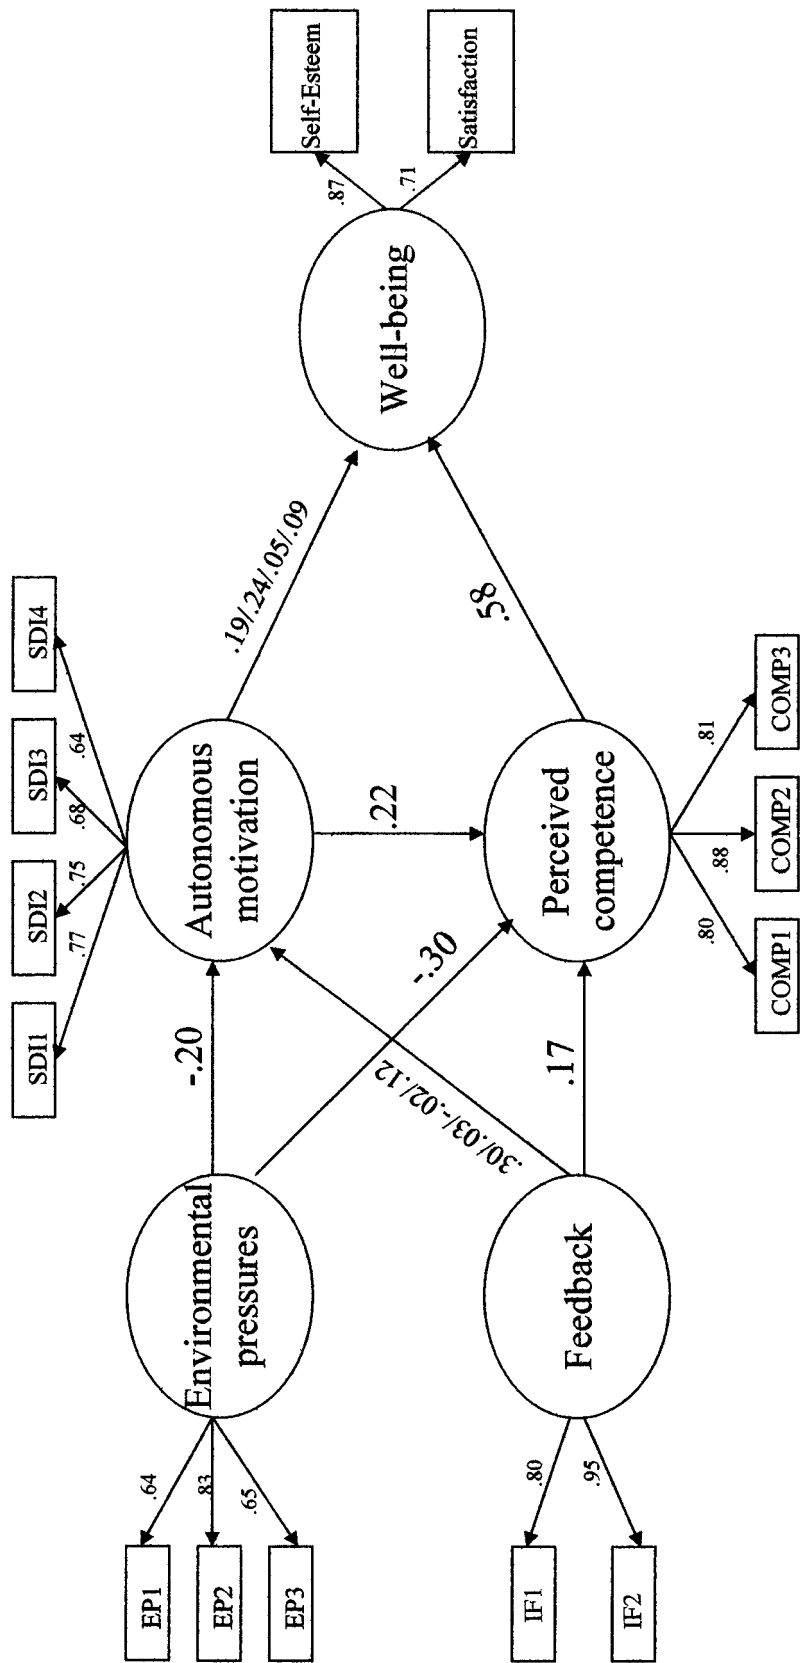 EP1
EP2
EP3
.64
.83
.65
Environmental
pressures
IF1
IF2
.80
.95
Feedback
-.20
-.30
.30/.03/-.02/.12
.17
SDI1
SDI2
SDI3
SDI4
.77
.75
.68
.64
Autonomous
motivation
.22
Perceived
competence
.80
.88
.81
COMP1
COMP2
COMP3
.19/.24/.05/.09
.58
Well-being
.87
.71
Self-Esteem
Satisfaction